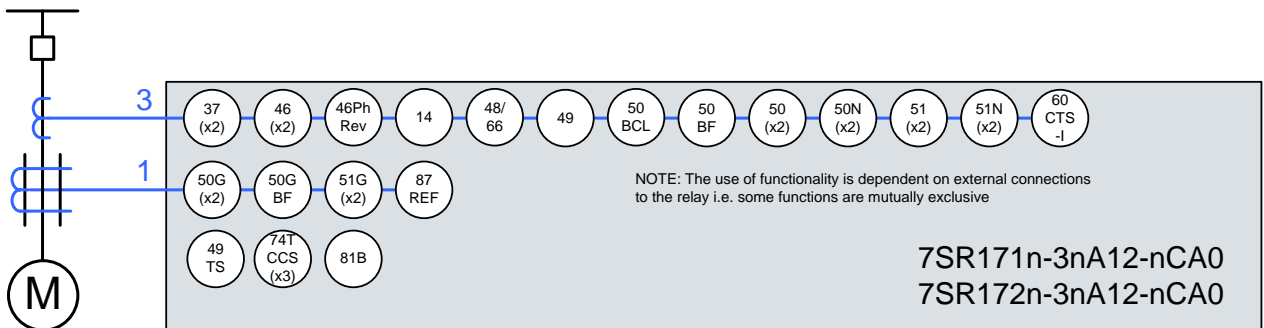 3
37
(x2)
46
(x2)
46Ph
Rev
14
48/
66
49
50
BCL
50
BF
50
(x2)
50N
(x2)
51
(x2)
51N
(x2)
60
CTS
-I
1
50G
(x2)
50G
BF
51G
(x2)
87
REF
NOTE: The use of functionality is dependent on external connections
to the relay i.e. some functions are mutually exclusive
49
TS
74T
CCS
(x3)
81B
7SR171n-3nA12-nCA0
7SR172n-3nA12-nCA0
M